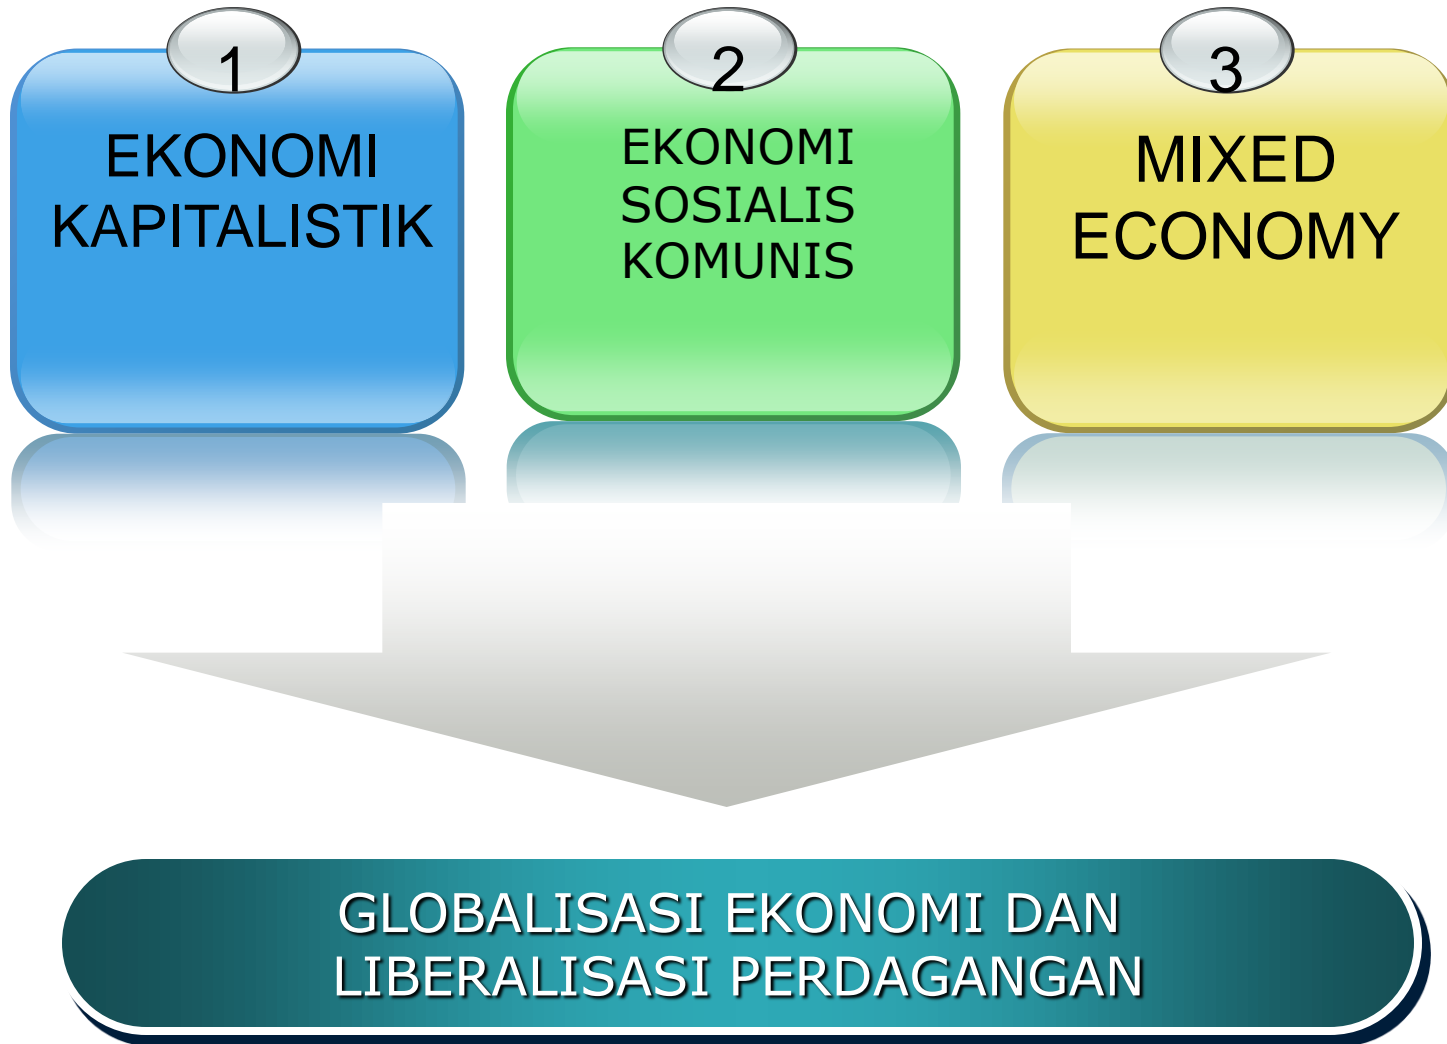 1
EKONOMI
KAPITALISTIK
2
EKONOMI
SOSIALIS
KOMUNIS
3
MIXED
ECONOMY
GLOBALISASI EKONOMI DAN
LIBERALISASI PERDAGANGAN